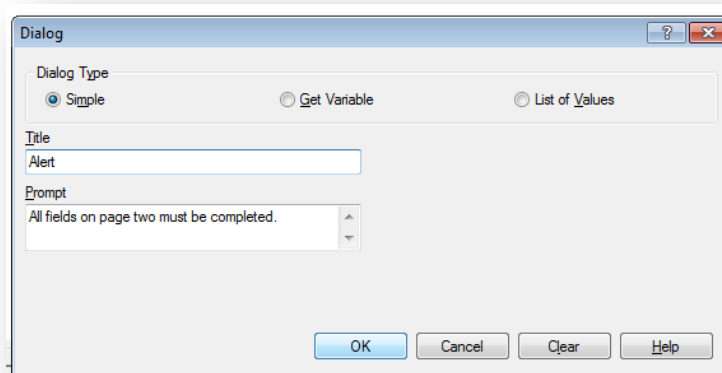 Dialog
Dialog Type
Simple Get Variable List of Values
Title
Alert
Prompt
All fields on page two must be completed.
OK Cancel Clear Help